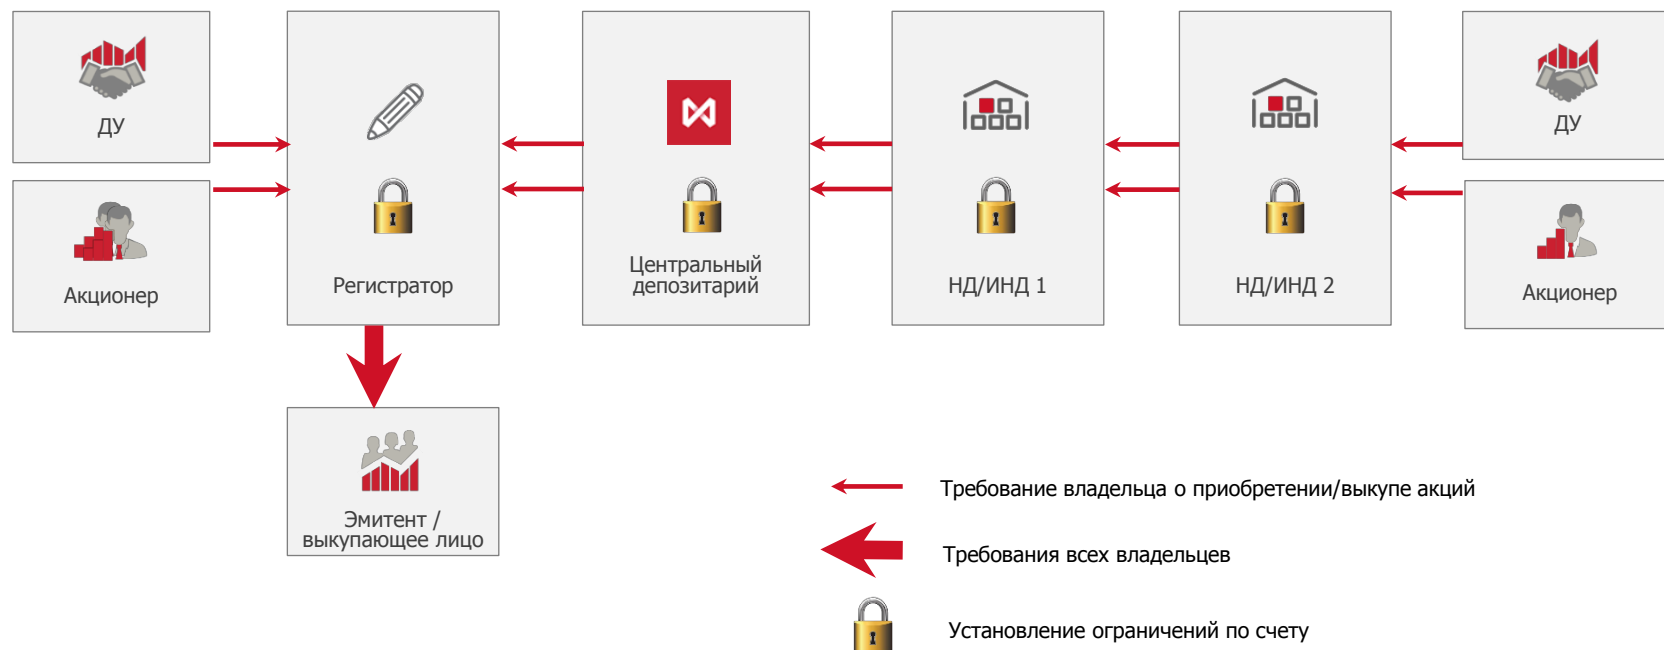 ДУ
Акционер
Регистратор
Центральный
депозитарий
НД/ИНД 1
НД/ИНД 2
ДУ
Акционер
Эмитент /
выкупающее лицо
Требование владельца о приобретении/выкупе акций
Требования всех владельцев
Установление ограничений по счету